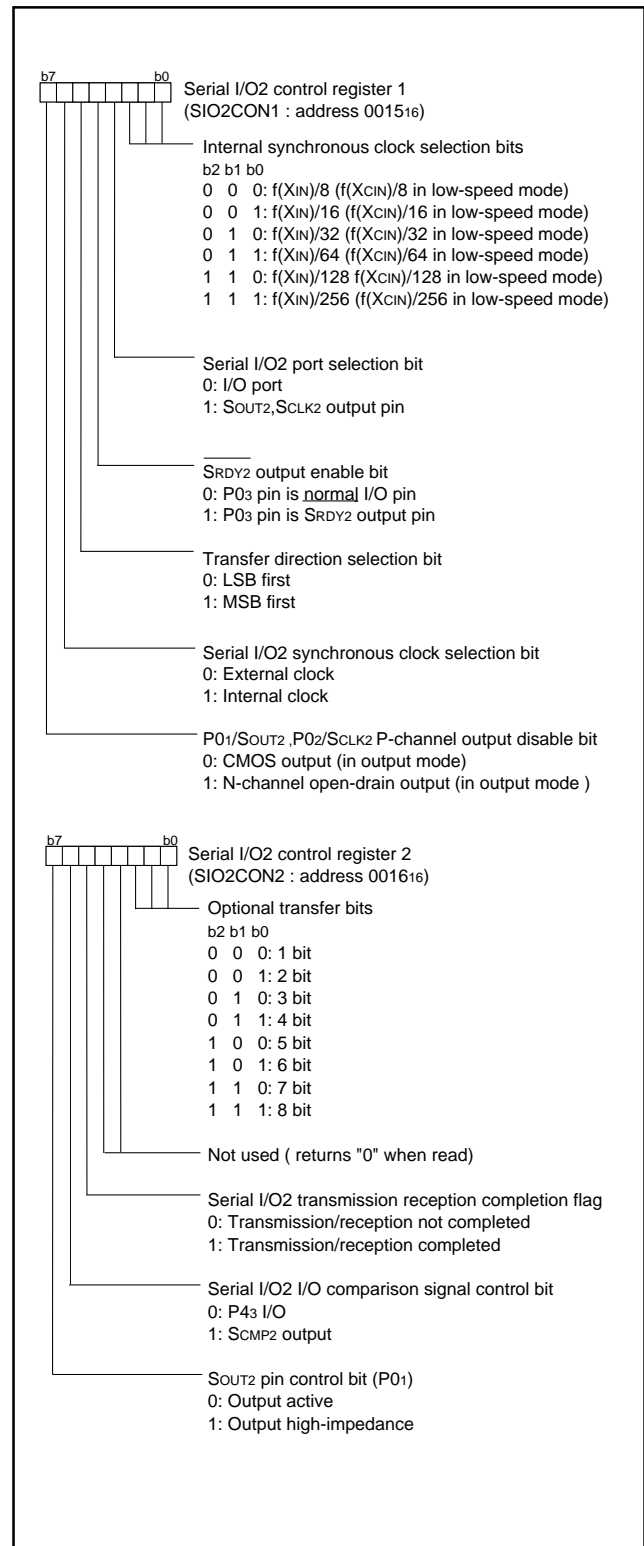 b7 b0
Serial I/O2 control register 1
(SIO2CON1 : address 001516)
Internal synchronous clock selection bits
b2 b1 b0
0 0 0: f(XIN)/8 (f(XCIN)/8 in low-speed mode)
0 0 1: f(XIN)/16 (f(XCIN)/16 in low-speed mode)
0 1 0: f(XIN)/32 (f(XCIN)/32 in low-speed mode)
0 1 1: f(XIN)/64 (f(XCIN)/64 in low-speed mode)
1 1 0: f(XIN)/128 f(XCIN)/128 in low-speed mode)
1 1 1: f(XIN)/256 (f(XCIN)/256 in low-speed mode)
Serial I/O2 port selection bit
0: I/O port
1: SOUT2,SCLK2 output pin
SRDY2 output enable bit
0: P03 pin is normal I/O pin
1: P03 pin is SRDY2 output pin
Transfer direction selection bit
0: LSB first
1: MSB first
Serial I/O2 synchronous clock selection bit
0: External clock
1: Internal clock
P01/SOUT2 ,P02/SCLK2 P-channel output disable bit
0: CMOS output (in output mode)
1: N-channel open-drain output (in output mode )
b7 b0
Serial I/O2 control register 2
(SIO2CON2 : address 001616)
Optional transfer bits
b2 b1 b0
0 0 0: 1 bit
0 0 1: 2 bit
0 1 0: 3 bit
0 1 1: 4 bit
1 0 0: 5 bit
1 0 1: 6 bit
1 1 0: 7 bit
1 1 1: 8 bit
Not used ( returns "0" when read)
Serial I/O2 transmission reception completion flag
0: Transmission/reception not completed
1: Transmission/reception completed
Serial I/O2 I/O comparison signal control bit
0: P43 I/O
1: SCMP2 output
SOUT2 pin control bit (P01)
0: Output active
1: Output high-impedance